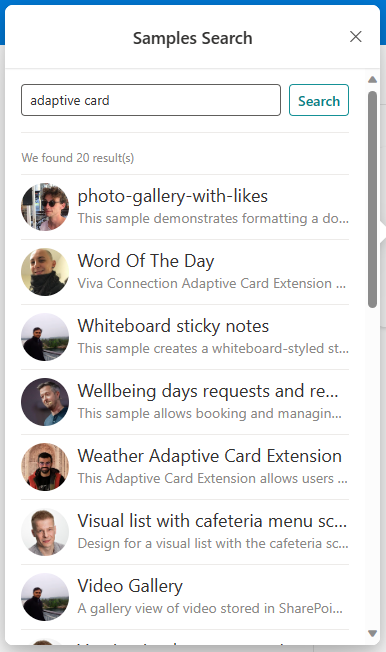 Samples Search
adaptive card
Search
We found 20 result(s)
photo-gallery-with-likes
This sample demonstrates formatting a do...
Word Of The Day
Viva Connection Adaptive Card Extension ...
Whiteboard sticky notes
This sample creates a whiteboard-styled st...
Wellbeing days requests and re...
This sample allows booking and managin...
Weather Adaptive Card Extension
This Adaptive Card Extension allows users ...
Visual list with cafeteria menu sc...
Design for a visual list with the cafeteria sc...
Video Gallery
A gallery view of video stored in SharePoi...